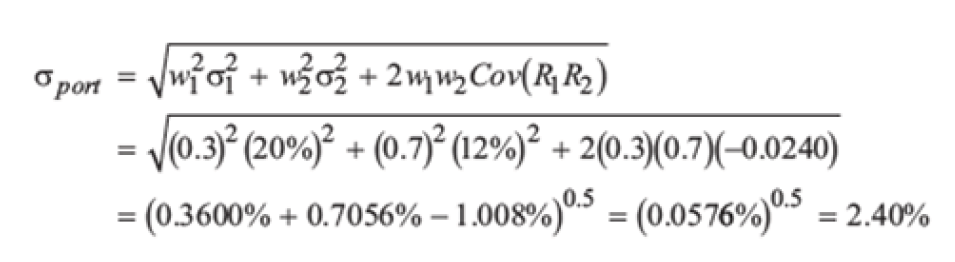 σport = √w₁²σ₁² + w₂²σ₂² + 2w₁w₂Cov(R₁R₂)
= √(0.3)² (20%)² + (0.7)² (12%)² + 2(0.3)(0.7)(–0.0240)
= (0.3600% + 0.7056% – 1.008%)⁰·⁵ = (0.0576%)⁰·⁵ = 2.40%